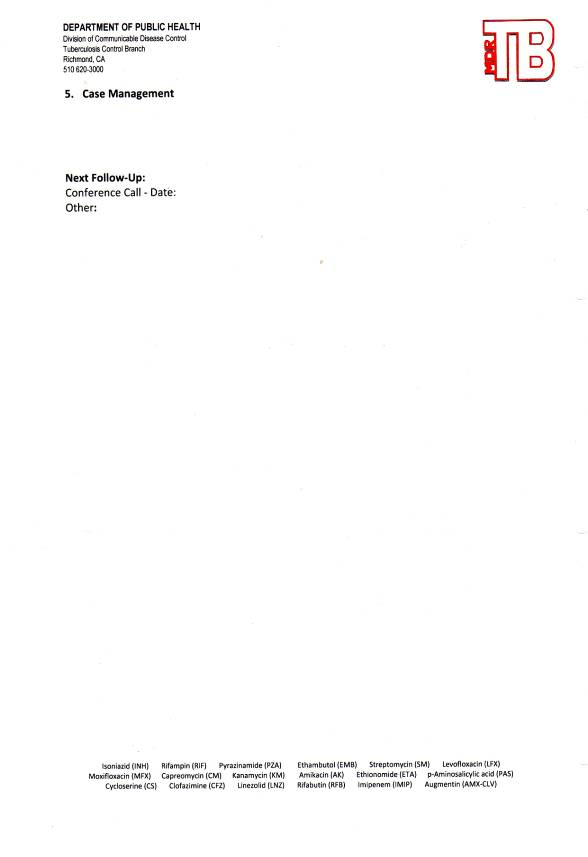 DEPARTMENT OF PUBLIC HEALTH
Division of Communicable Disease Control
Tuberculosis Control Branch
Richmond, CA
510 620-3000
MDR TB
5. Case Management
Next Follow-Up:
Conference Call - Date:
Other:
Isoniazid (INH) Rifampin (RIF) Pyrazinamide (PZA) Ethambutol (EMB) Streptomycin (SM) Levofloxacin (LFX)
Moxifloxacin (MFX) Capreomycin (CM) Kanamycin (KM) Amikacin (AK) Ethionomide (ETA) p-Aminosalicylic acid (PAS)
Cycloserine (CS) Clofazimine (CFZ) Linezolid (LNZ) Rifabutin (RFB) Imipenem (IMIP) Augmentin (AMX-CLV)